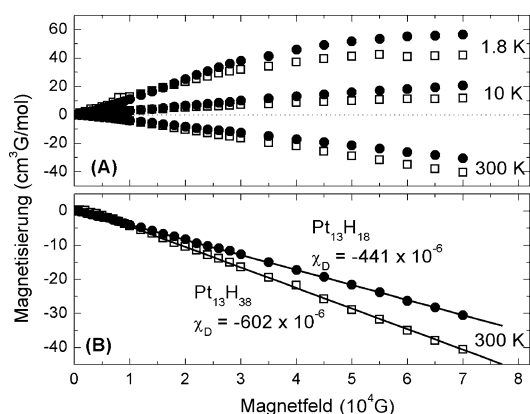 Magnetisierung (cm³G/mol)
60
40
20
0
-20
-40
1.8 K
10 K
300 K
(A)
0
-10
-20
-30
-40
Pt₁₃H₁₈
χ_D = -441 x 10⁻⁶
Pt₁₃H₃₈
χ_D = -602 x 10⁻⁶
300 K
(B)
0 1 2 3 4 5 6 7 8
Magnetfeld (10⁴G)